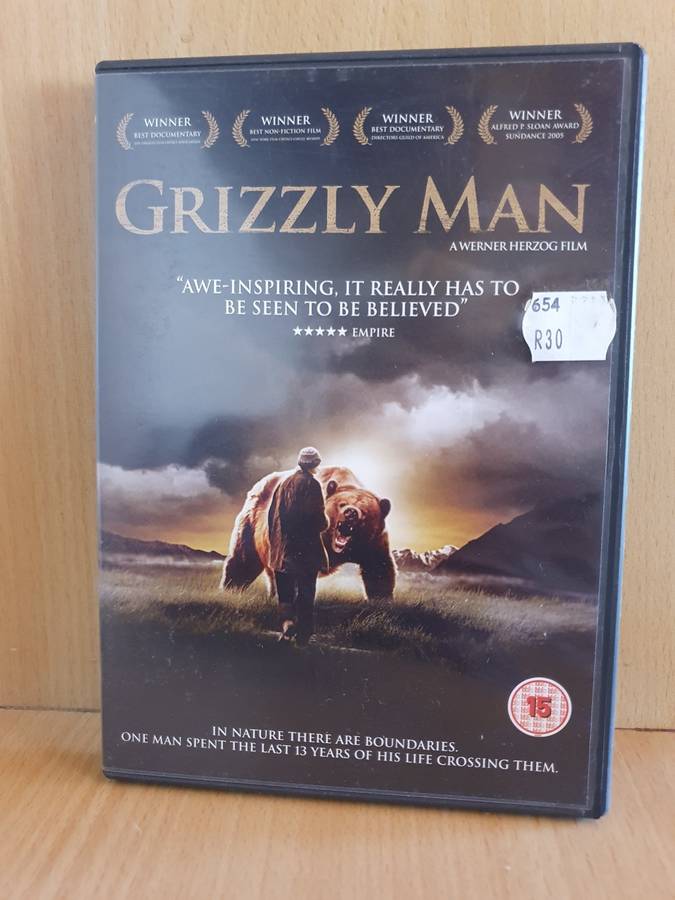 WINNER
BEST DOCUMENTARY
WINNER
BEST NON-FICTION FILM
WINNER
BEST DOCUMENTARY
DIRECTORS GUILD OF AMERICA
WINNER
ALFRED P. SLOAN AWARD
SUNDANCE 2005
GRIZZLY MAN
A WERNER HERZOG FILM
"AWE-INSPIRING, IT REALLY HAS TO
BE SEEN TO BE BELIEVED"
★★★★★ EMPIRE
654
R30
15
IN NATURE THERE ARE BOUNDARIES.
ONE MAN SPENT THE LAST 13 YEARS OF HIS LIFE CROSSING THEM.